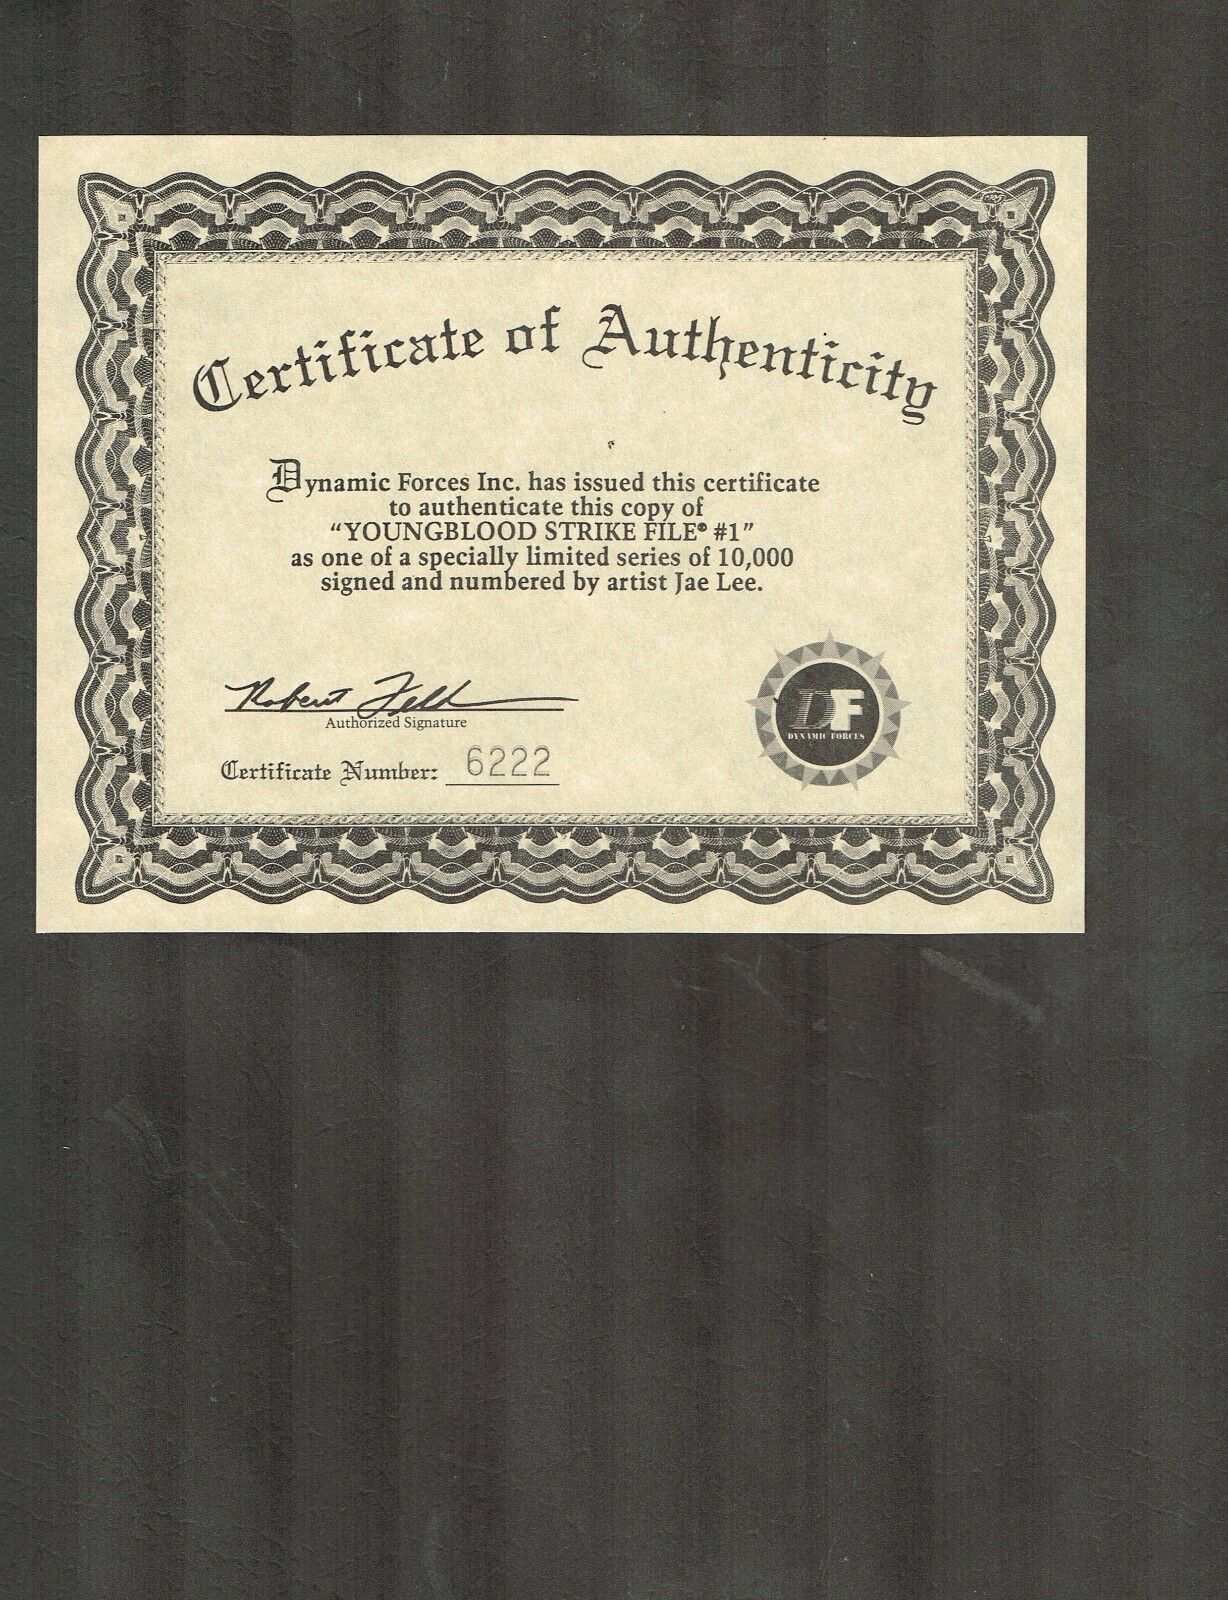 Certificate of Authenticity
Dynamic Forces Inc. has issued this certificate
to authenticate this copy of
“YOUNGBLOOD STRIKE FILE® #1”
as one of a specially limited series of 10,000
signed and numbered by artist Jae Lee.
Robert Feld
Authorized Signature
Certificate Number: 6222
DF
DYNAMIC FORCES